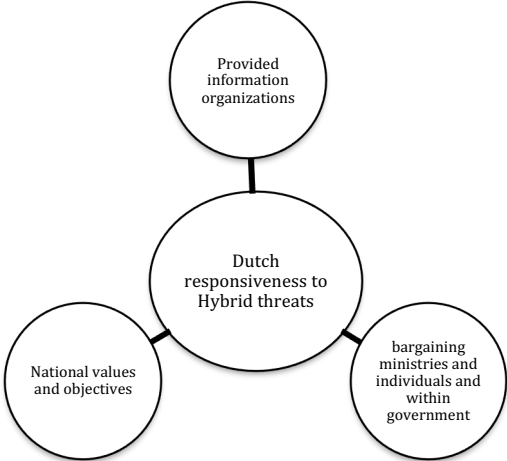 Provided
information
organizations
Dutch
responsiveness to
Hybrid threats
National values
and objectives
bargaining
ministries and
individuals and
within
government